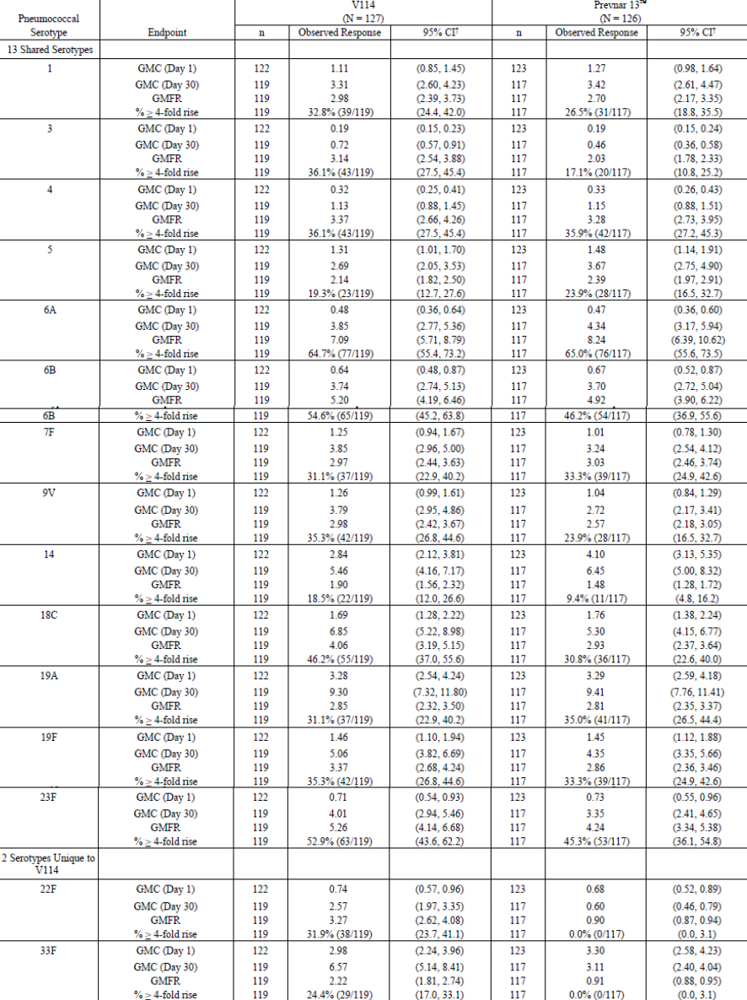 V114 Prevnar 13™
Pneumococcal (N = 127) (N = 126)
Serotype Endpoint n Observed Response 95% CI† n Observed Response 95% CI†
13 Shared Serotypes
1 GMC (Day 1) 122 1.11 (0.85, 1.45) 123 1.27 (0.98, 1.64)
GMC (Day 30) 119 3.31 (2.60, 4.23) 117 3.42 (2.61, 4.47)
GMFR 119 2.98 (2.39, 3.73) 117 2.70 (2.17, 3.35)
% ≥ 4-fold rise 119 32.8% (39/119) (24.4, 42.0) 117 26.5% (31/117) (18.8, 35.5)
3 GMC (Day 1) 122 0.19 (0.15, 0.23) 123 0.19 (0.15, 0.24)
GMC (Day 30) 119 0.72 (0.57, 0.91) 117 0.46 (0.36, 0.58)
GMFR 119 3.14 (2.54, 3.88) 117 2.03 (1.78, 2.33)
% ≥ 4-fold rise 119 36.1% (43/119) (27.5, 45.4) 117 17.1% (20/117) (10.8, 25.2)
4 GMC (Day 1) 122 0.32 (0.25, 0.41) 123 0.33 (0.26, 0.43)
GMC (Day 30) 119 1.13 (0.88, 1.45) 117 1.15 (0.88, 1.51)
GMFR 119 3.37 (2.66, 4.26) 117 3.28 (2.73, 3.95)
% ≥ 4-fold rise 119 36.1% (43/119) (27.5, 45.4) 117 35.9% (42/117) (27.2, 45.3)
5 GMC (Day 1) 122 1.31 (1.01, 1.70) 123 1.48 (1.14, 1.91)
GMC (Day 30) 119 2.69 (2.05, 3.53) 117 3.67 (2.75, 4.90)
GMFR 119 2.14 (1.82, 2.50) 117 2.39 (1.97, 2.91)
% ≥ 4-fold rise 119 19.3% (23/119) (12.7, 27.6) 117 23.9% (28/117) (16.5, 32.7)
6A GMC (Day 1) 122 0.48 (0.36, 0.64) 123 0.47 (0.36, 0.60)
GMC (Day 30) 119 3.85 (2.77, 5.36) 117 4.34 (3.17, 5.94)
GMFR 119 7.09 (5.71, 8.79) 117 8.24 (6.39, 10.62)
% ≥ 4-fold rise 119 64.7% (77/119) (55.4, 73.2) 117 65.0% (76/117) (55.6, 73.5)
6B GMC (Day 1) 122 0.64 (0.48, 0.87) 123 0.67 (0.52, 0.87)
GMC (Day 30) 119 3.74 (2.74, 5.13) 117 3.70 (2.72, 5.04)
GMFR 119 5.20 (4.19, 6.46) 117 4.92 (3.90, 6.22)
6B % ≥ 4-fold rise 119 54.6% (65/119) (45.2, 63.8) 117 46.2% (54/117) (36.9, 55.6)
7F GMC (Day 1) 122 1.25 (0.94, 1.67) 123 1.01 (0.78, 1.30)
GMC (Day 30) 119 3.85 (2.96, 5.00) 117 3.24 (2.54, 4.12)
GMFR 119 2.97 (2.44, 3.63) 117 3.03 (2.46, 3.74)
% ≥ 4-fold rise 119 31.1% (37/119) (22.9, 40.2) 117 33.3% (39/117) (24.9, 42.6)
9V GMC (Day 1) 122 1.26 (0.99, 1.61) 123 1.04 (0.84, 1.29)
GMC (Day 30) 119 3.79 (2.95, 4.86) 117 2.72 (2.17, 3.41)
GMFR 119 2.98 (2.42, 3.67) 117 2.57 (2.18, 3.05)
% ≥ 4-fold rise 119 35.3% (42/119) (26.8, 44.6) 117 23.9% (28/117) (16.5, 32.7)
14 GMC (Day 1) 122 2.84 (2.12, 3.81) 123 4.10 (3.13, 5.35)
GMC (Day 30) 119 5.46 (4.16, 7.17) 117 6.45 (5.00, 8.32)
GMFR 119 1.90 (1.56, 2.32) 117 1.48 (1.28, 1.72)
% ≥ 4-fold rise 119 18.5% (22/119) (12.0, 26.6) 117 9.4% (11/117) (4.8, 16.2)
18C GMC (Day 1) 122 1.69 (1.28, 2.22) 123 1.76 (1.38, 2.24)
GMC (Day 30) 119 6.85 (5.22, 8.98) 117 5.30 (4.15, 6.77)
GMFR 119 4.06 (3.19, 5.15) 117 2.93 (2.37, 3.64)
% ≥ 4-fold rise 119 46.2% (55/119) (37.0, 55.6) 117 30.8% (36/117) (22.6, 40.0)
19A GMC (Day 1) 122 3.28 (2.54, 4.24) 123 3.29 (2.59, 4.18)
GMC (Day 30) 119 9.30 (7.32, 11.80) 117 9.41 (7.76, 11.41)
GMFR 119 2.85 (2.32, 3.50) 117 2.81 (2.35, 3.37)
% ≥ 4-fold rise 119 31.1% (37/119) (22.9, 40.2) 117 35.0% (41/117) (26.5, 44.4)
19F GMC (Day 1) 122 1.46 (1.10, 1.94) 123 1.45 (1.12, 1.88)
GMC (Day 30) 119 5.06 (3.82, 6.69) 117 4.35 (3.35, 5.66)
GMFR 119 3.37 (2.68, 4.24) 117 2.86 (2.36, 3.46)
% ≥ 4-fold rise 119 35.3% (42/119) (26.8, 44.6) 117 33.3% (39/117) (24.9, 42.6)
23F GMC (Day 1) 122 0.71 (0.54, 0.93) 123 0.73 (0.55, 0.96)
GMC (Day 30) 119 4.01 (2.94, 5.46) 117 3.35 (2.41, 4.65)
GMFR 119 5.26 (4.14, 6.68) 117 4.24 (3.34, 5.38)
% ≥ 4-fold rise 119 52.9% (63/119) (43.6, 62.2) 117 45.3% (53/117) (36.1, 54.8)
2 Serotypes Unique to
V114
22F GMC (Day 1) 122 0.74 (0.57, 0.96) 123 0.68 (0.52, 0.89)
GMC (Day 30) 119 2.57 (1.97, 3.35) 117 0.60 (0.46, 0.79)
GMFR 119 3.27 (2.62, 4.08) 117 0.90 (0.87, 0.94)
% ≥ 4-fold rise 119 31.9% (38/119) (23.7, 41.1) 117 0.0% (0/117) (0.0, 3.1)
33F GMC (Day 1) 122 2.98 (2.24, 3.96) 123 3.30 (2.58, 4.23)
GMC (Day 30) 119 6.57 (5.14, 8.41) 117 3.11 (2.40, 4.04)
GMFR 119 2.22 (1.81, 2.74) 117 0.91 (0.88, 0.95)
% ≥ 4-fold rise 119 24.4% (29/119) (17.0, 33.1) 117 0.0% (0/117) (0.0, 3.1)